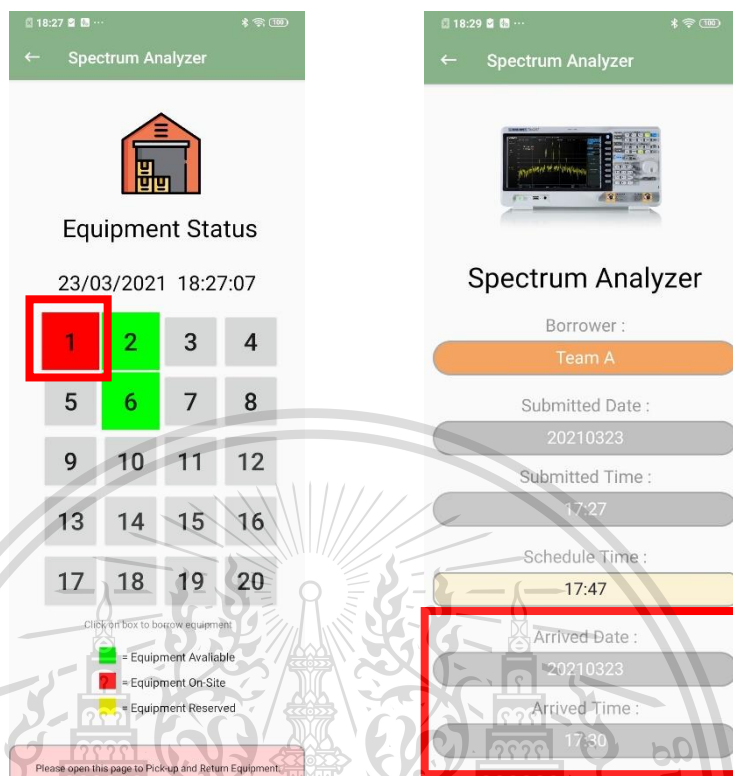 18:27
100
← Spectrum Analyzer
Equipment Status
23/03/2021 18:27:07
1 2 3 4
5 6 7 8
9 10 11 12
13 14 15 16
17 18 19 20
Click on box to borrow equipment
= Equipment Avaliable
= Equipment On-Site
= Equipment Reserved
Please open this page to Pick-up and Return Equipment.
18:29
100
← Spectrum Analyzer
Spectrum Analyzer
Borrower :
Team A
Submitted Date :
20210323
Submitted Time :
17:27
Schedule Time :
17:47
Arrived Date :
20210323
Arrived Time :
17:30